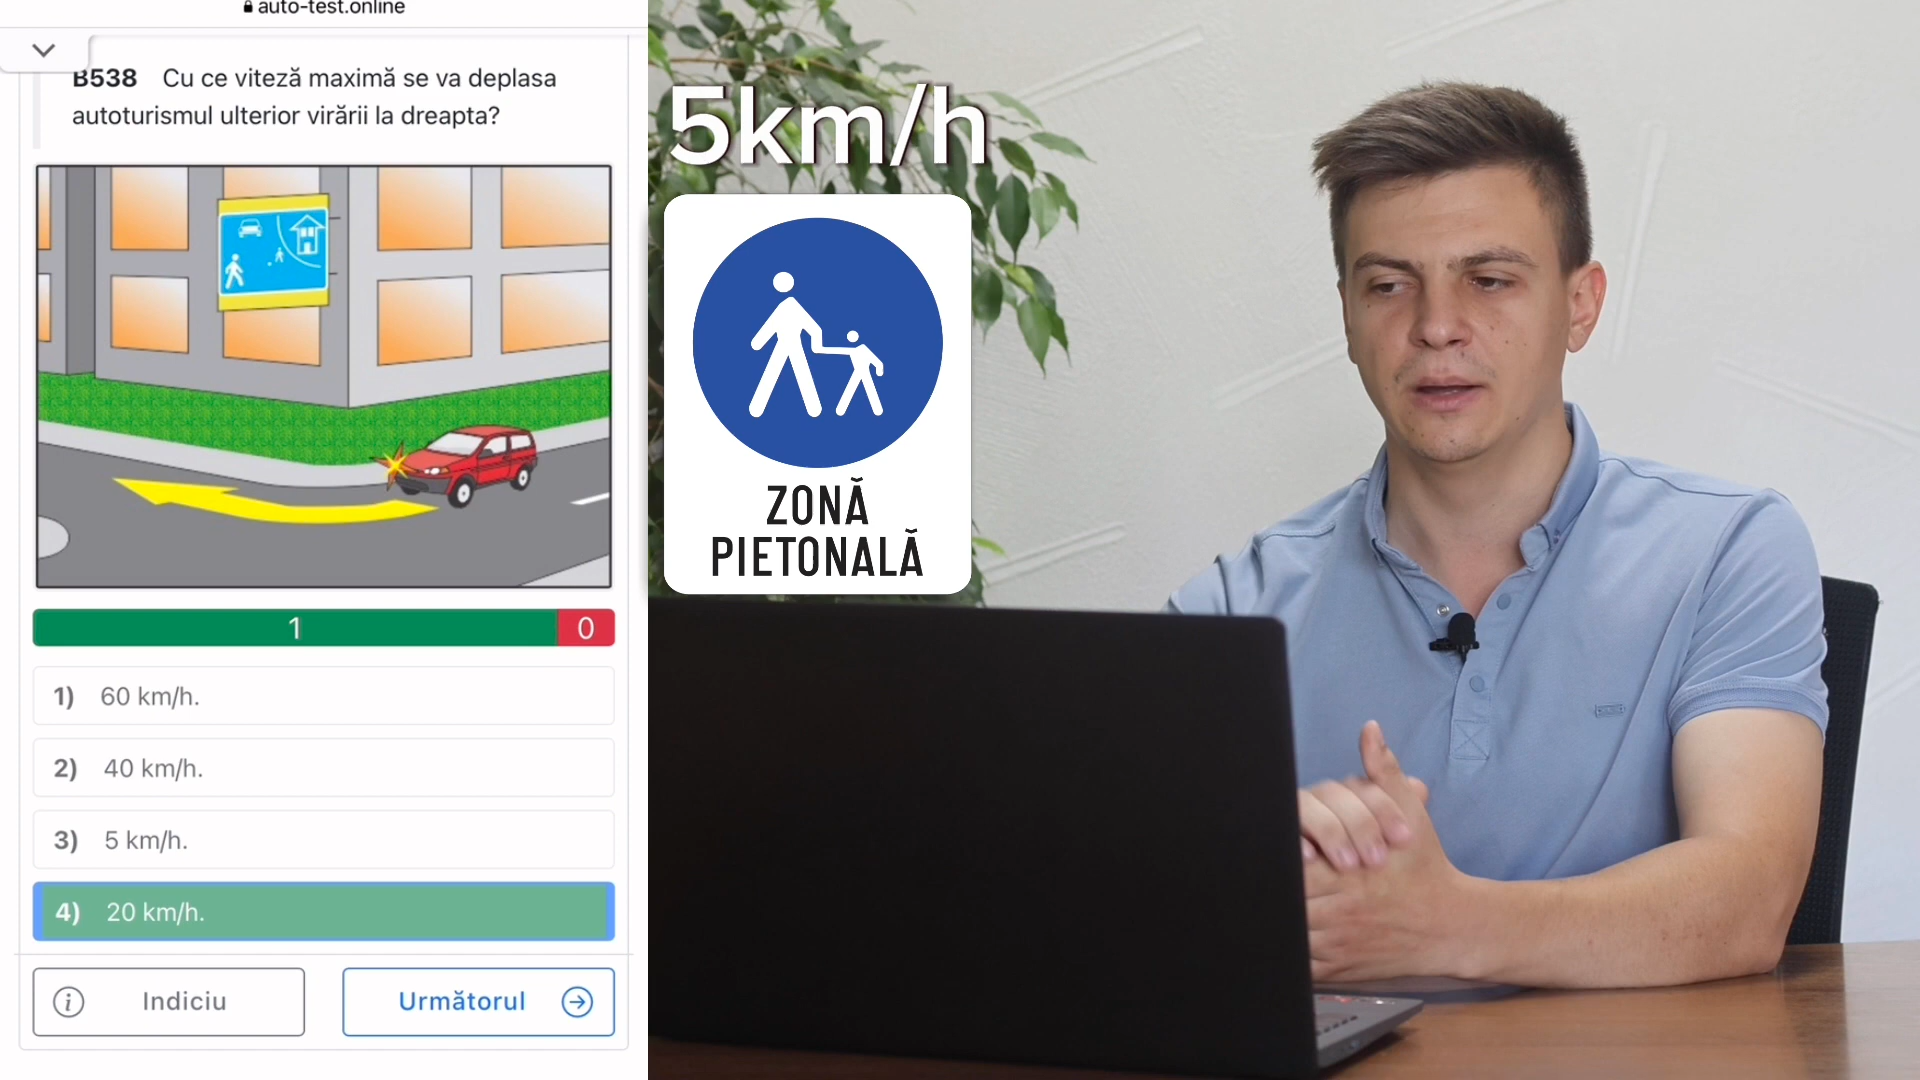 auto-test.online
B538 Cu ce viteză maximă se va deplasa
autoturismul ulterior virării la dreapta?
1 0
1) 60 km/h.
2) 40 km/h.
3) 5 km/h.
4) 20 km/h.
Indiciu
Următorul
5km/h
ZONĂ
PIETONALĂ